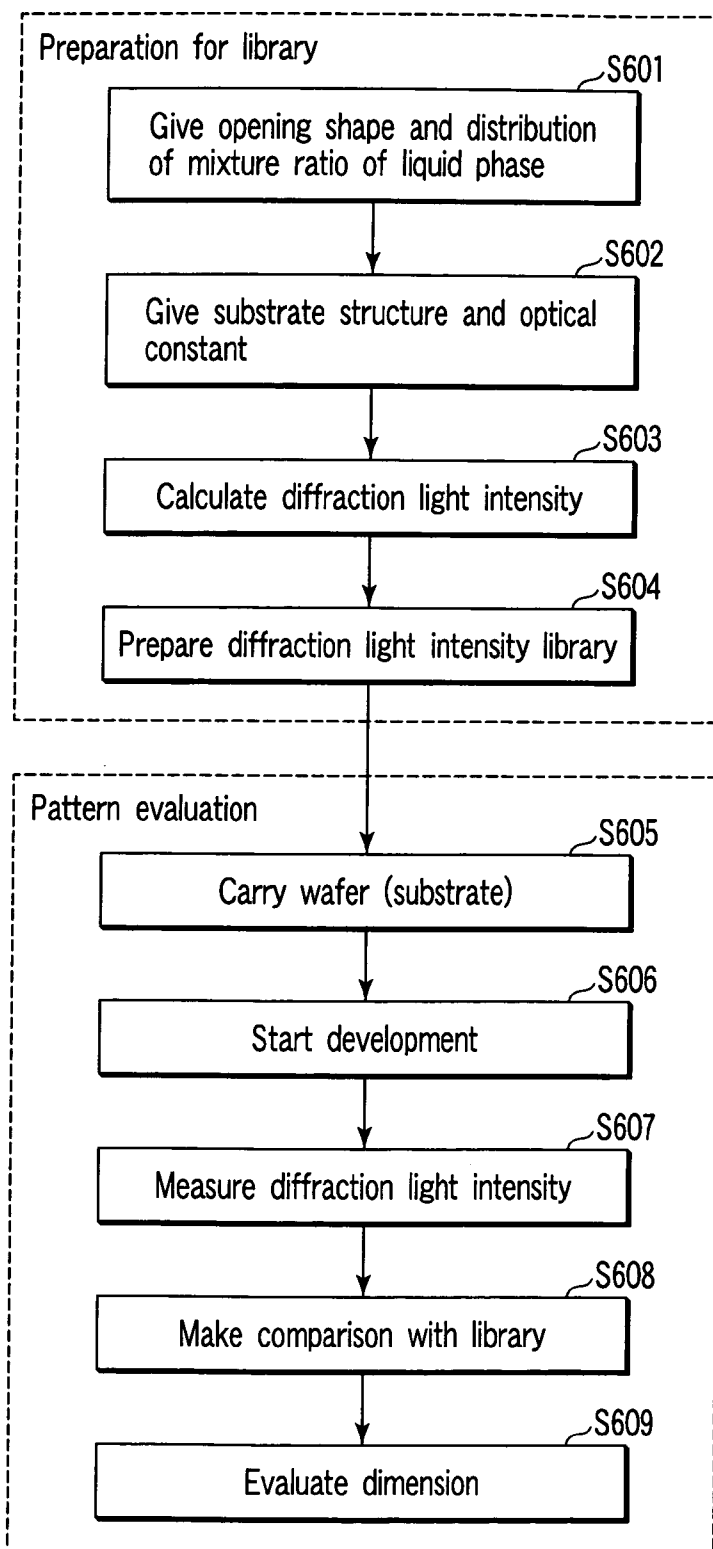 Preparation for library
S601
Give opening shape and distribution
of mixture ratio of liquid phase
S602
Give substrate structure and optical
constant
S603
Calculate diffraction light intensity
S604
Prepare diffraction light intensity library
Pattern evaluation
S605
Carry wafer (substrate)
S606
Start development
S607
Measure diffraction light intensity
S608
Make comparison with library
S609
Evaluate dimension